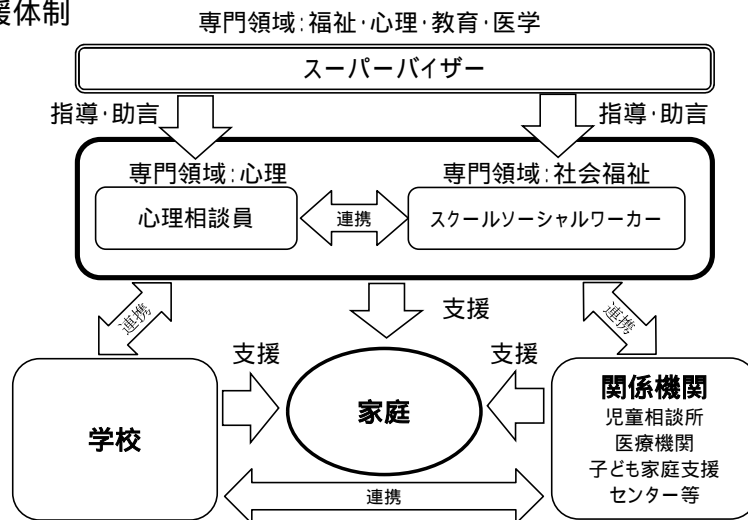 援体制
専門領域:福祉・心理・教育・医学
スーパーバイザー
指導・助言
指導・助言
専門領域:心理
専門領域:社会福祉
心理相談員
連携
スクールソーシャルワーカー
連携
支援
連携
支援
支援
学校
家庭
関係機関
児童相談所
医療機関
子ども家庭支援
センター等
連携